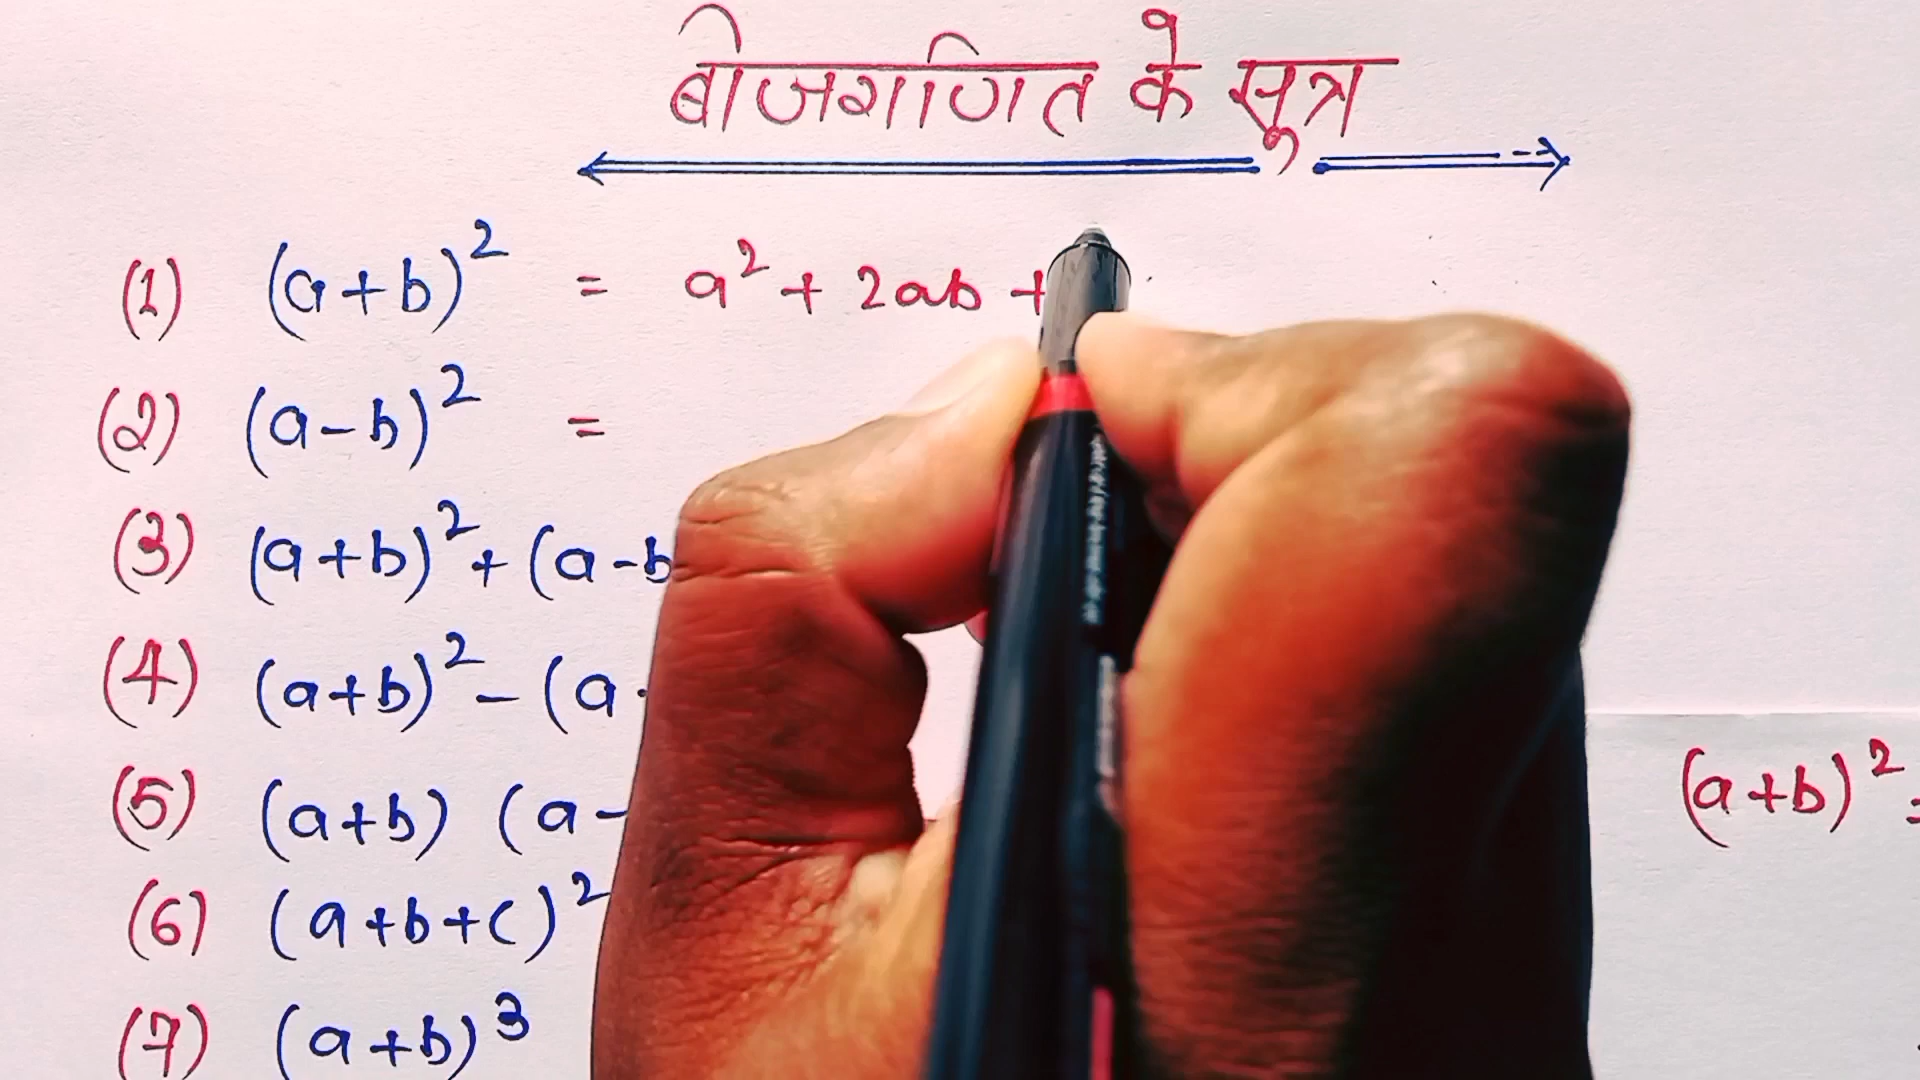 बीजगणित के सूत्र
(1) (a+b)² = a² + 2ab +
(2) (a-b)² =
(3) (a+b)² + (a-b
(4) (a+b)² - (a -
(5) (a+b) (a -
(6) (a+b+c)²
(7) (a+b)³
(a+b)² =